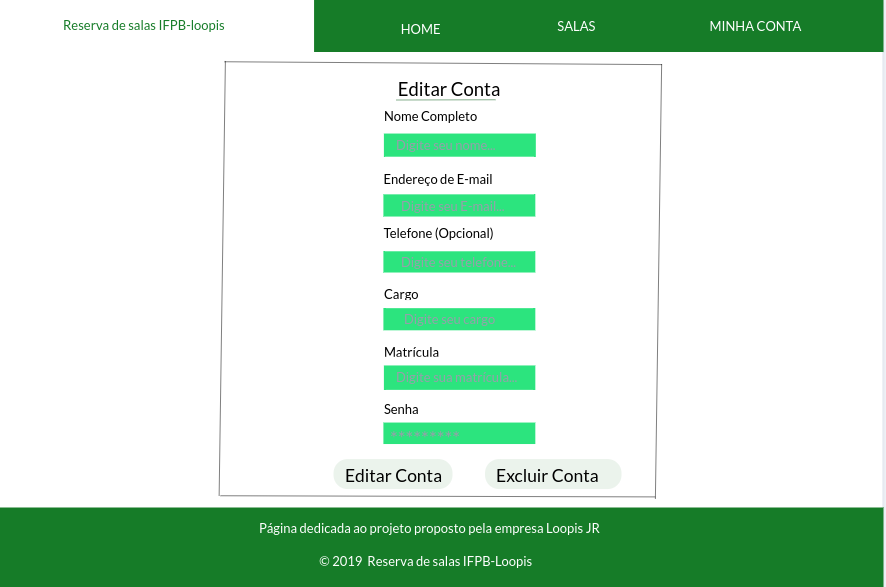 Reserva de salas IFPB-loopis
HOME
SALAS
MINHA CONTA
Editar Conta
Nome Completo
Digite seu nome...
Endereço de E-mail
Digite seu E-mail...
Telefone (Opcional)
Digite seu telefone...
Cargo
Digite seu cargo
Matrícula
Digite sua matrícula...
Senha
Editar Conta
Excluir Conta
Página dedicada ao projeto proposto pela empresa Loopis JR
© 2019 Reserva de salas IFPB-Loopis